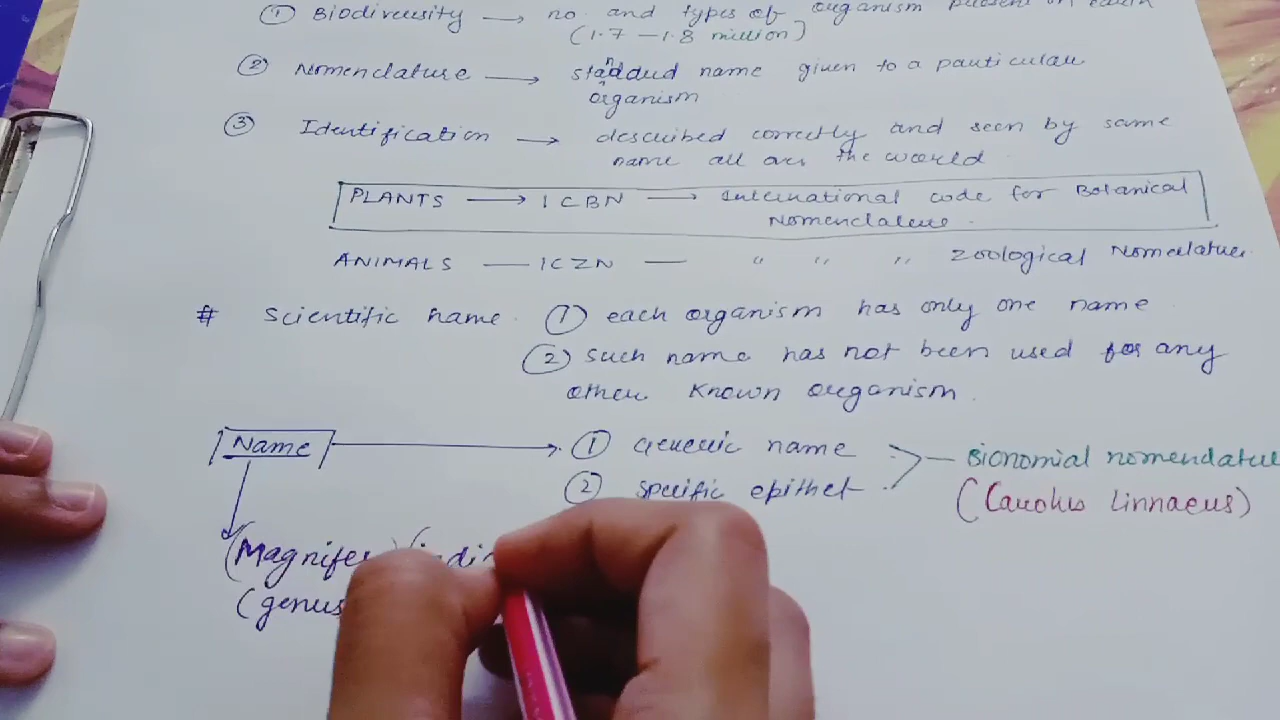 ① Biodiversity → no. and types of organism present on earth
(1.7 – 1.8 million)
② Nomenclature → standdud name given to a particular
organism
③ Identification → described correctly and seen by same
name all over the world.
PLANTS → ICBN → International code for Botanical
Nomenclature.
ANIMALS — ICZN — " " " Zoological Nomenclature.
# Scientific name. ① each organism has only one name
② Such name has not been used for any
other known organism.
Name → ① Generic name
② specific epithet
Bionomial nomenclature
(Carolus linnaeus)
(Magnifer) (indi
(genus